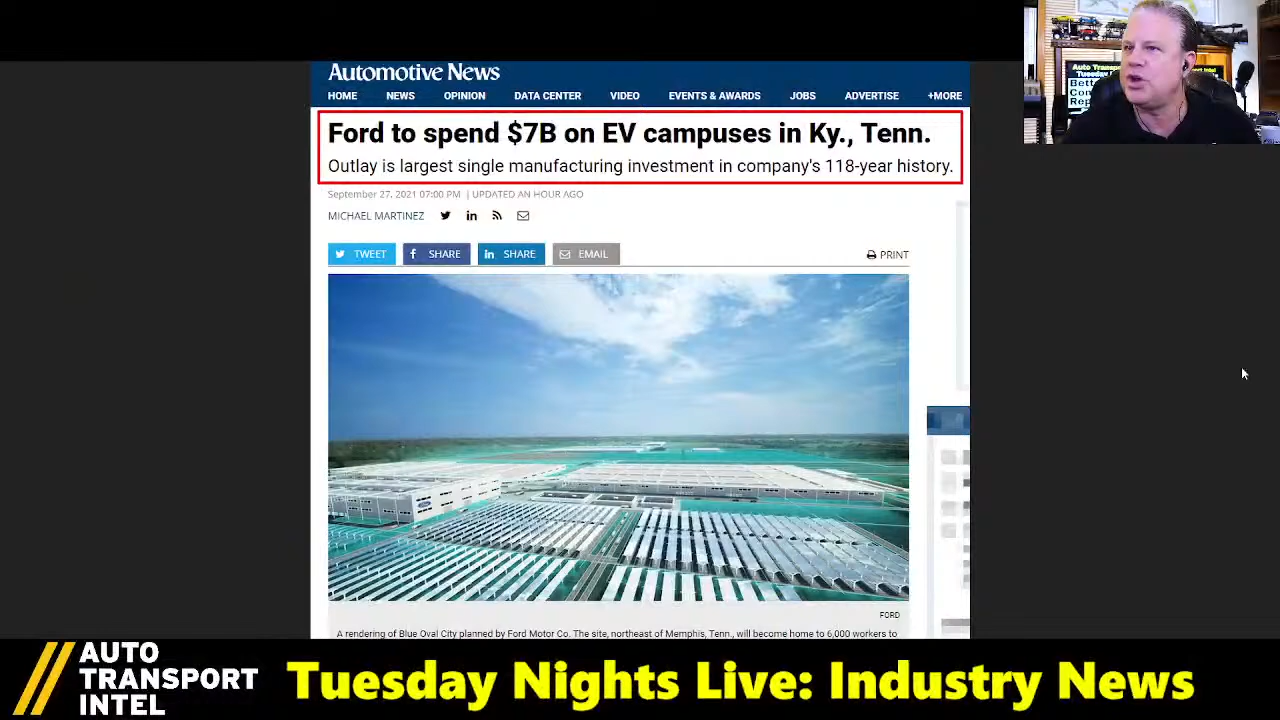 Automotive News
HOME NEWS OPINION DATA CENTER VIDEO EVENTS & AWARDS JOBS ADVERTISE +MORE
Ford to spend $7B on EV campuses in Ky., Tenn.
Outlay is largest single manufacturing investment in company's 118-year history.
September 27, 2021 07:00 PM | UPDATED AN HOUR AGO
MICHAEL MARTINEZ
TWEET SHARE SHARE EMAIL PRINT
FORD
A rendering of Blue Oval City planned by Ford Motor Co. The site, northeast of Memphis, Tenn., will become home to 6,000 workers to
AUTO
TRANSPORT
INTEL
Tuesday Nights Live: Industry News